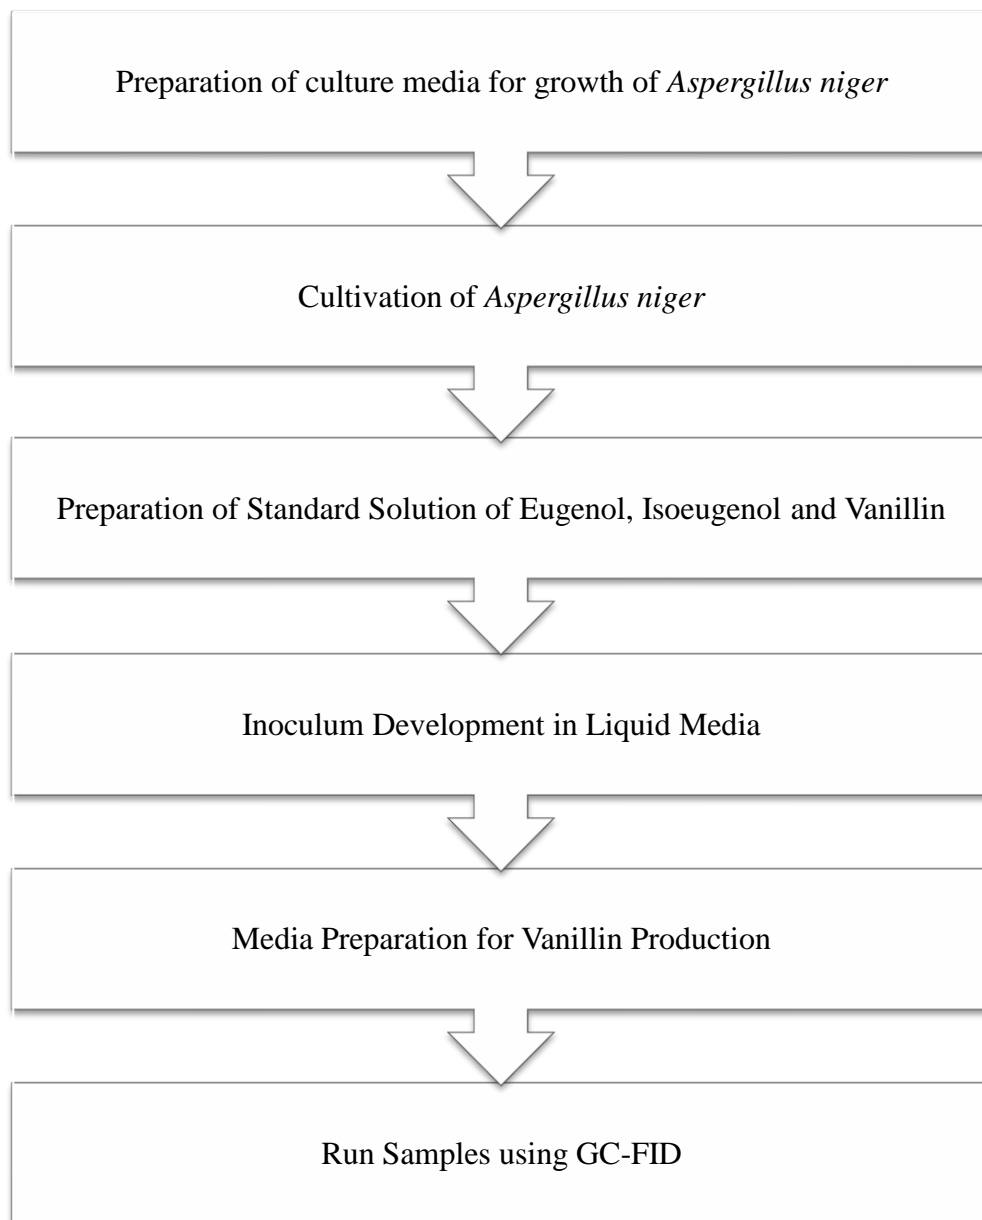 Preparation of culture media for growth of Aspergillus niger
Cultivation of Aspergillus niger
Preparation of Standard Solution of Eugenol, Isoeugenol and Vanillin
Inoculum Development in Liquid Media
Media Preparation for Vanillin Production
Run Samples using GC-FID